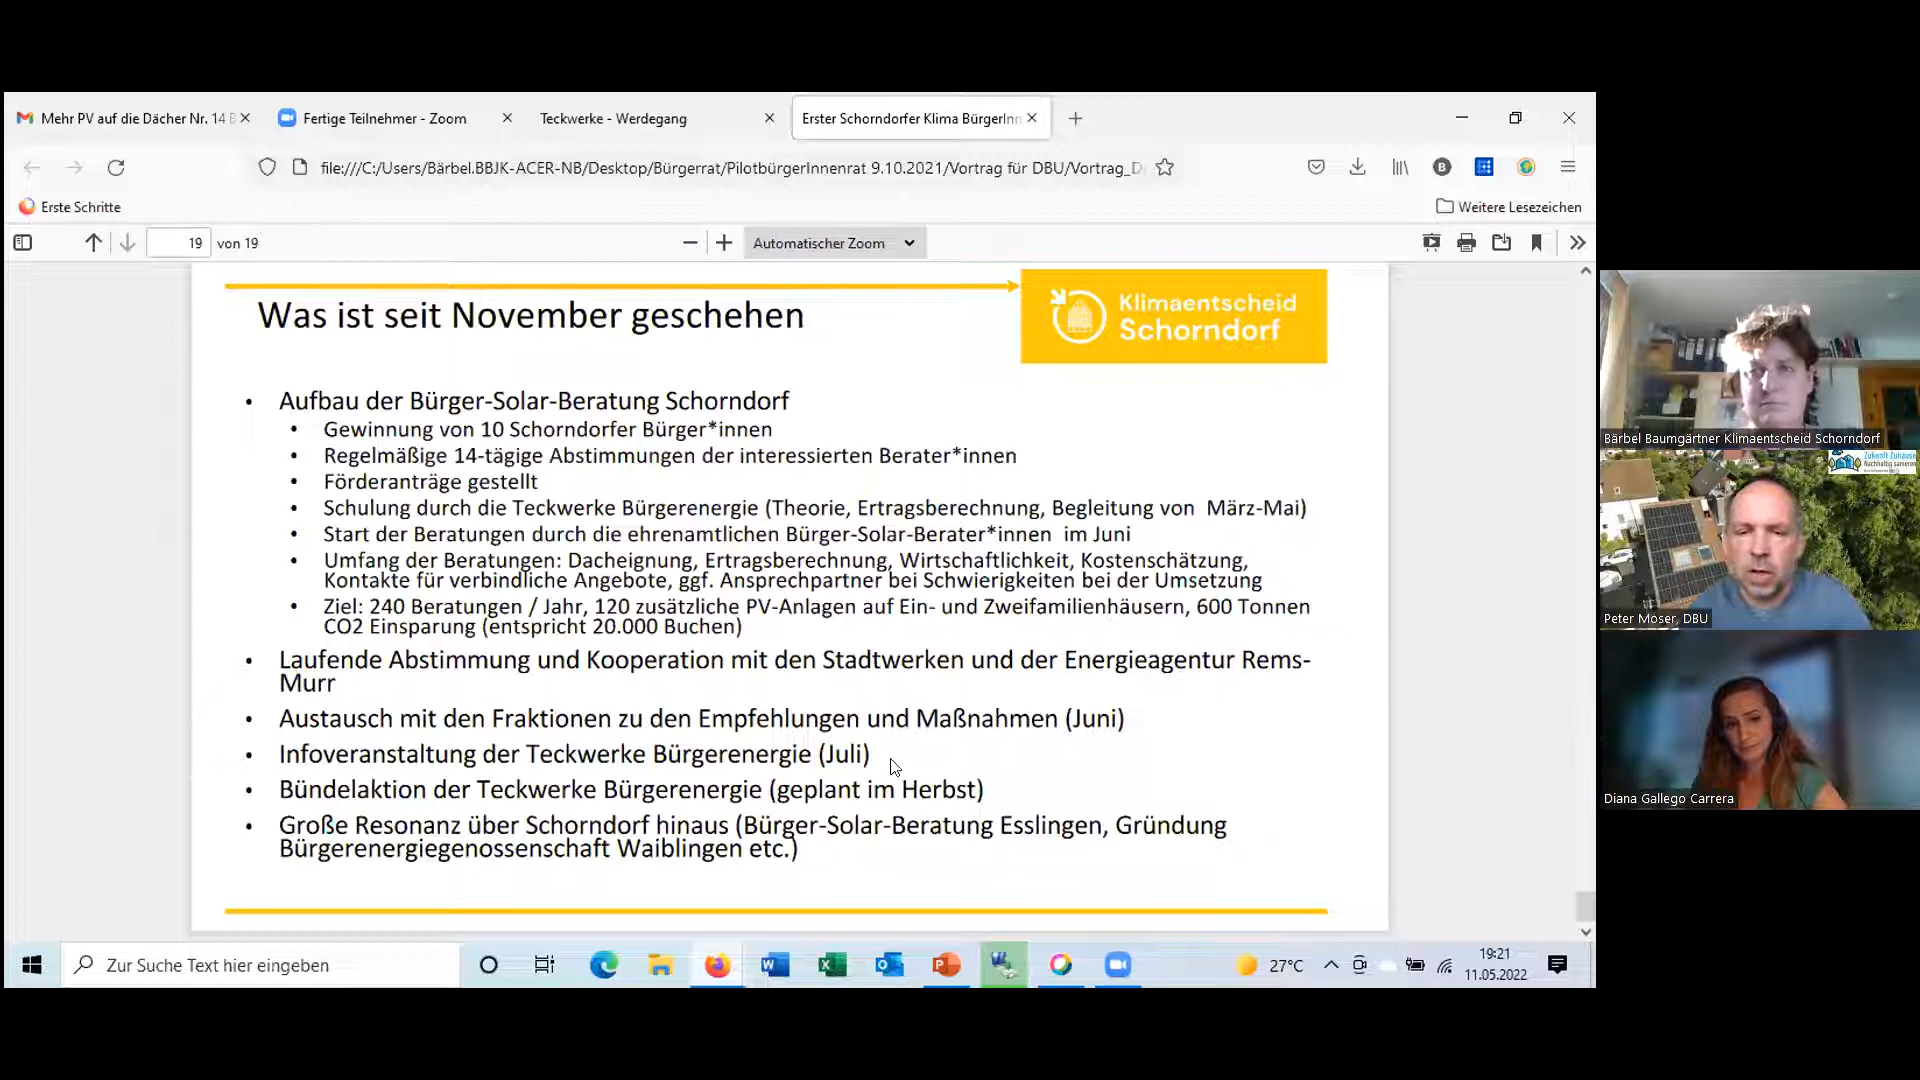 Mehr PV auf die Dächer Nr. 14
Fertige Teilnehmer - Zoom
Teckwerke - Werdegang
Erster Schorndorfer Klima BürgerInn
file:///C:/Users/Bärbel.BBJK-ACER-NB/Desktop/Bürgerrat/PilotbürgerInnenrat 9.10.2021/Vortrag für DBU/Vortrag_D
Erste Schritte
Weitere Lesezeichen
19 von 19
Automatischer Zoom
Was ist seit November geschehen
Klimaentscheid
Schorndorf
• Aufbau der Bürger-Solar-Beratung Schorndorf
• Gewinnung von 10 Schorndorfer Bürger*innen
• Regelmäßige 14-tägige Abstimmungen der interessierten Berater*innen
• Förderanträge gestellt
• Schulung durch die Teckwerke Bürgerenergie (Theorie, Ertragsberechnung, Begleitung von März-Mai)
• Start der Beratungen durch die ehrenamtlichen Bürger-Solar-Berater*innen im Juni
• Umfang der Beratungen: Dacheignung, Ertragsberechnung, Wirtschaftlichkeit, Kostenschätzung,
Kontakte für verbindliche Angebote, ggf. Ansprechpartner bei Schwierigkeiten bei der Umsetzung
• Ziel: 240 Beratungen / Jahr, 120 zusätzliche PV-Anlagen auf Ein- und Zweifamilienhäusern, 600 Tonnen
CO2 Einsparung (entspricht 20.000 Buchen)
• Laufende Abstimmung und Kooperation mit den Stadtwerken und der Energieagentur Rems-
Murr
• Austausch mit den Fraktionen zu den Empfehlungen und Maßnahmen (Juni)
• Infoveranstaltung der Teckwerke Bürgerenergie (Juli)
• Bündelaktion der Teckwerke Bürgerenergie (geplant im Herbst)
• Große Resonanz über Schorndorf hinaus (Bürger-Solar-Beratung Esslingen, Gründung
Bürgerenergiegenossenschaft Waiblingen etc.)
Zur Suche Text hier eingeben
27°C
19:21
11.05.2022
Bärbel Baumgärtner Klimaentscheid Schorndorf
Zukunft Zuhause
Nachhaltig sanieren
Peter Moser, DBU
Diana Gallego Carrera